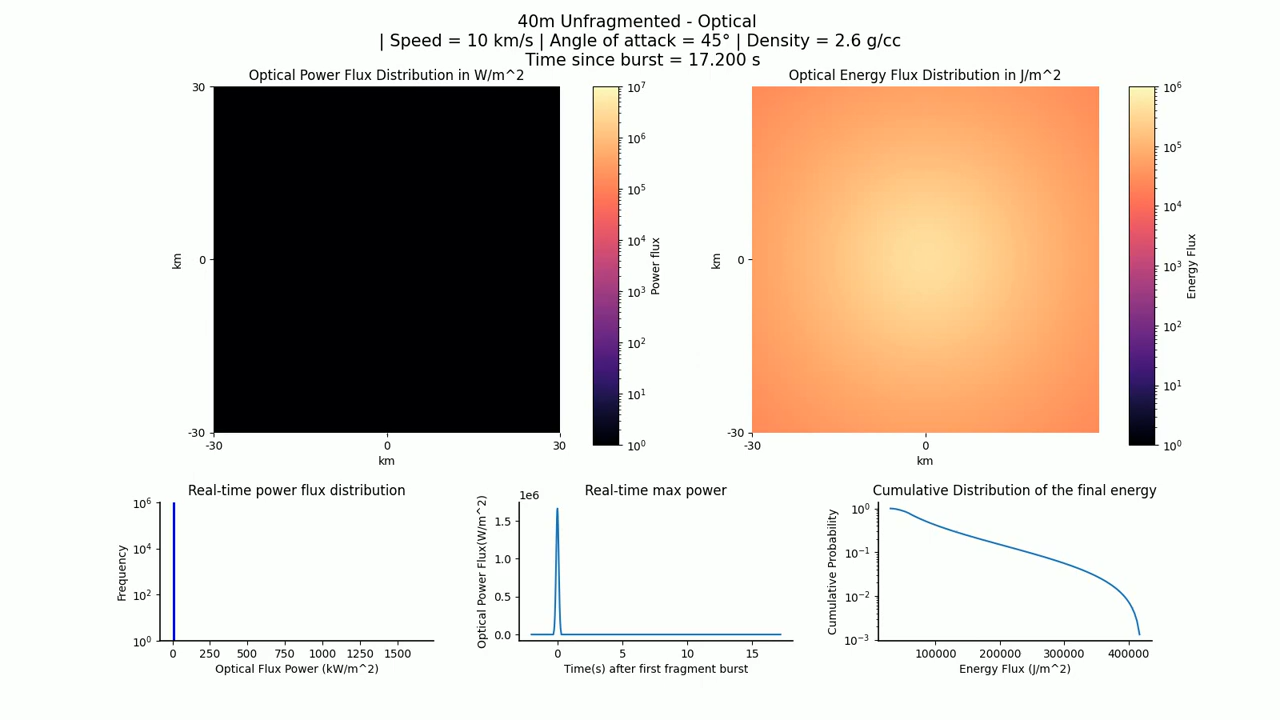 40m Unfragmented - Optical
| Speed = 10 km/s | Angle of attack = 45° | Density = 2.6 g/cc
Time since burst = 17.200 s
Optical Power Flux Distribution in W/m^2
30
0
-30
km
-30
0
30
km
10^7
10^6
10^5
10^4
10^3
10^2
10^1
10^0
Power flux
Optical Energy Flux Distribution in J/m^2
0
-30
km
-30
0
km
10^6
10^5
10^4
10^3
10^2
10^1
10^0
Energy Flux
Real-time power flux distribution
10^6
10^4
10^2
10^0
Frequency
0
250
500
750
1000
1250
1500
Optical Flux Power (kW/m^2)
Real-time max power
1e6
1.5
1.0
0.5
0.0
Optical Power Flux(W/m^2)
0
5
10
15
Time(s) after first fragment burst
Cumulative Distribution of the final energy
10^0
10^-1
10^-2
10^-3
Cumulative Probability
100000
200000
300000
400000
Energy Flux (J/m^2)